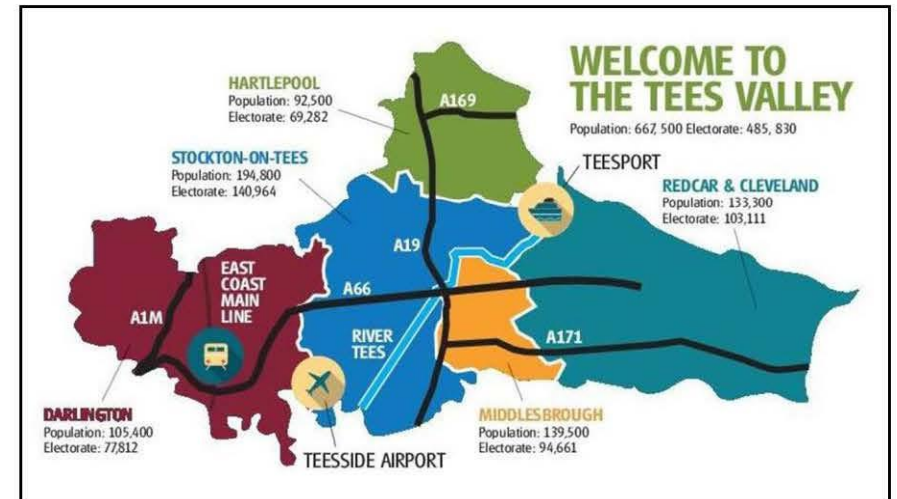 WELCOME TO
THE TEES VALLEY
Population: 667, 500 Electorate: 485, 830
HARTLEPOOL
Population: 92,500
Electorate: 69,282
A169
STOCKTON-ON-TEES
Population: 194,800
Electorate: 140,964
TEESPORT
REDCAR & CLEVELAND
Population: 133,300
Electorate: 103,111
A19
EAST
COAST
MAIN
LINE
A66
A1M
RIVER
TEES
A171
DARLINGTON
Population: 105,400
Electorate: 77,812
MIDDLESBROUGH
Population: 139,500
Electorate: 94,661
TEESSIDE AIRPORT